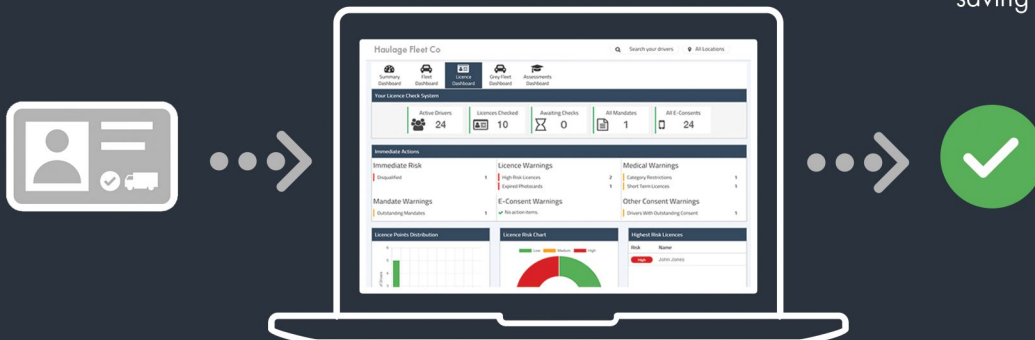 saving
Haulage Fleet Co
Search your drivers
All Locations
Summary Dashboard
Fleet Dashboard
Licence Dashboard
Grey Fleet Dashboard
Assessments Dashboard
Your Licence Check System
Active Drivers
24
Licences Checked
10
Awaiting Checks
0
All Mandates
1
All E-Consents
24
Immediate Actions
Immediate Risk
Disqualified 1
Licence Warnings
High Risk Licences 2
Expired Photocards 1
Medical Warnings
Category Restrictions 1
Short Term Licences 1
Mandate Warnings
Outstanding Mandates 1
E-Consent Warnings
No action items.
Other Consent Warnings
Drivers With Outstanding Consent 1
Licence Points Distribution
Licence Risk Chart
Low Medium High
Highest Risk Licences
Risk Name
High John Jones